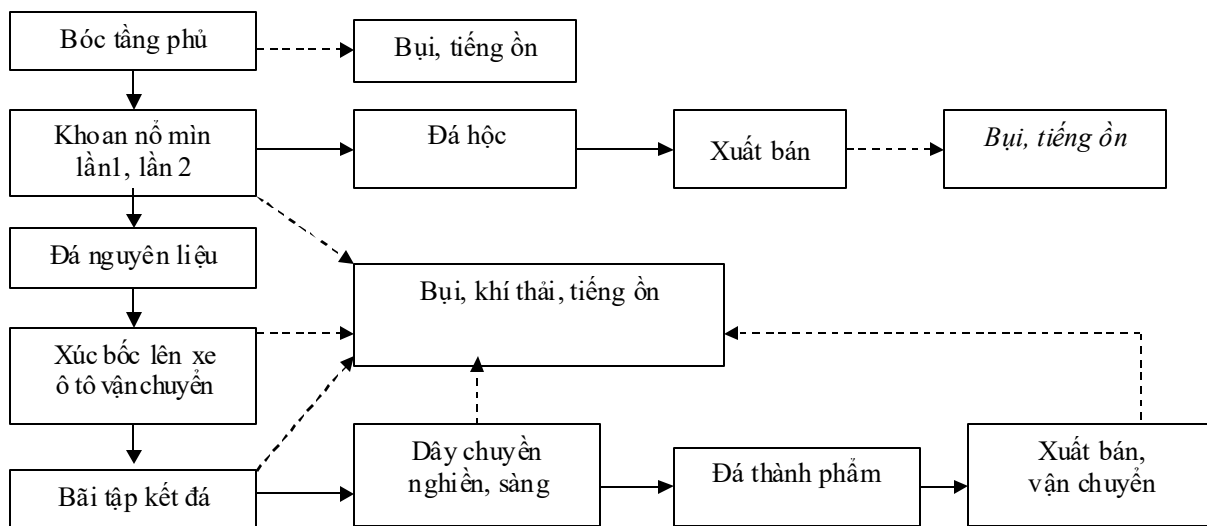 Bóc tầng phủ
Bụi, tiếng ồn
Khoan nổ mìn
lần1, lần 2
Đá hộc
Xuất bán
Bụi, tiếng ồn
Đá nguyên liệu
Bụi, khí thải, tiếng ồn
Xúc bốc lên xe
ô tô vận chuyển
Bãi tập kết đá
Dây chuyền
nghiền, sàng
Đá thành phẩm
Xuất bán,
vận chuyển